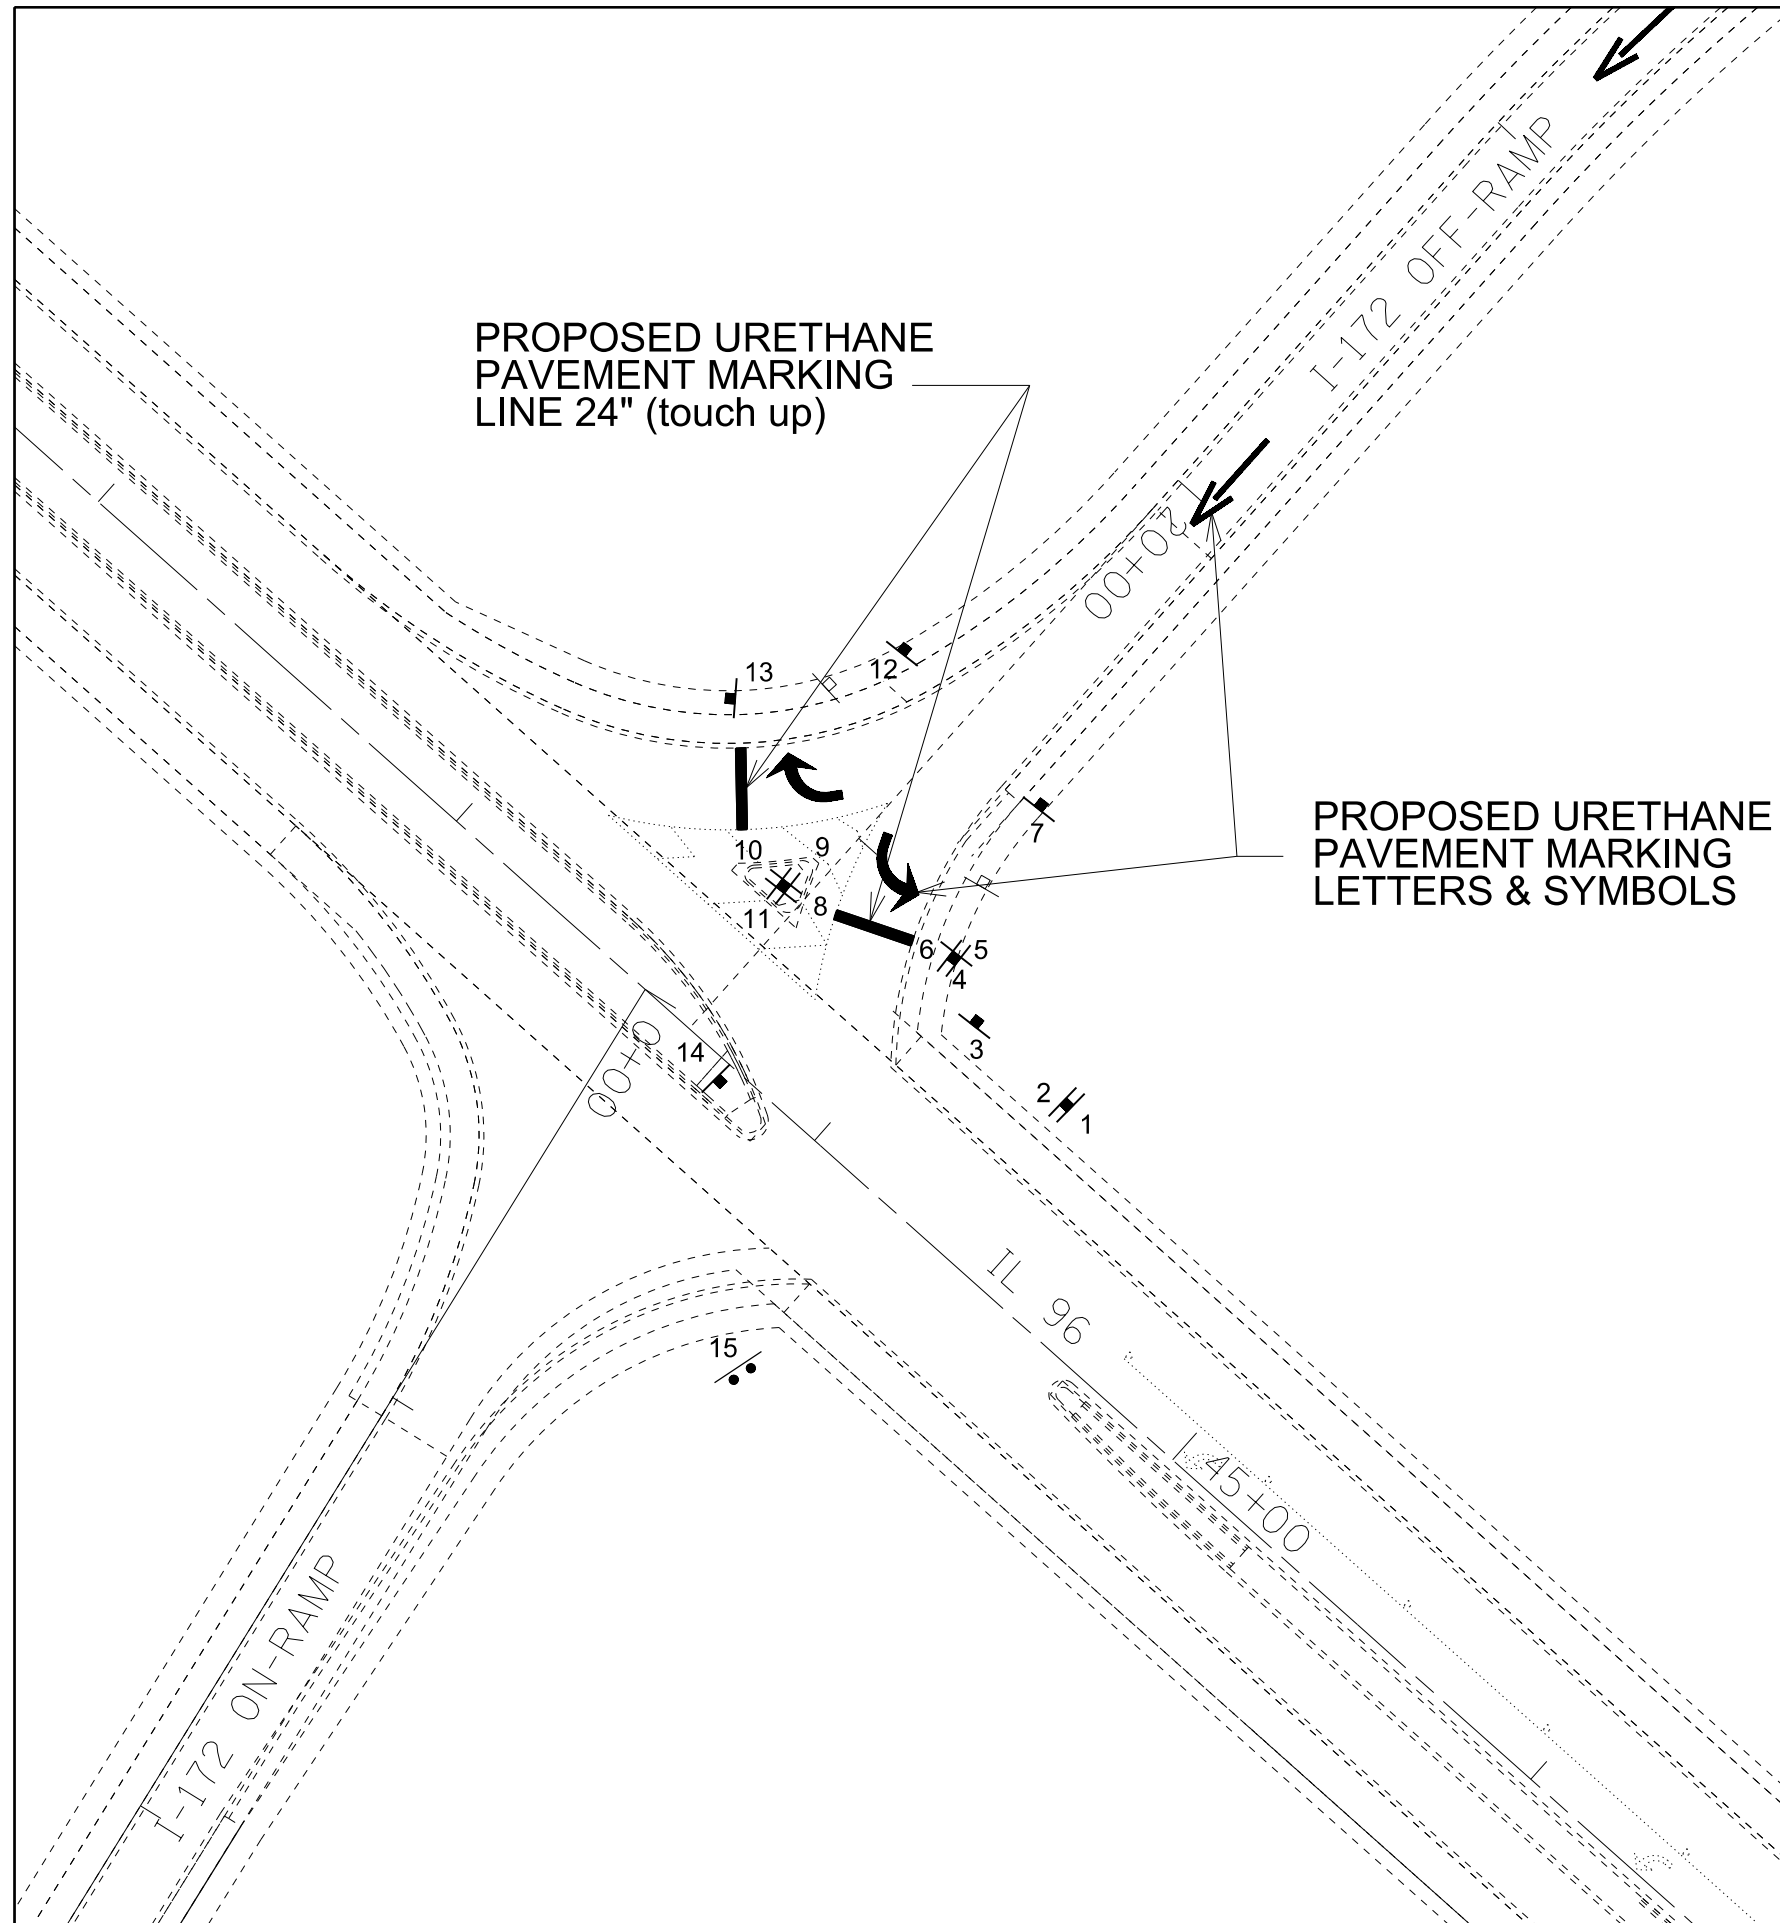 I-172 OFF-RAMP
PROPOSED URETHANE
PAVEMENT MARKING
LINE 24" (touch up)
20+00
13
12
PROPOSED URETHANE
PAVEMENT MARKING
LETTERS & SYMBOLS
7
10
9
8
11
6
5
4
3
14
0+00
2
1
IL 96
15
45+00
I-172 ON-RAMP